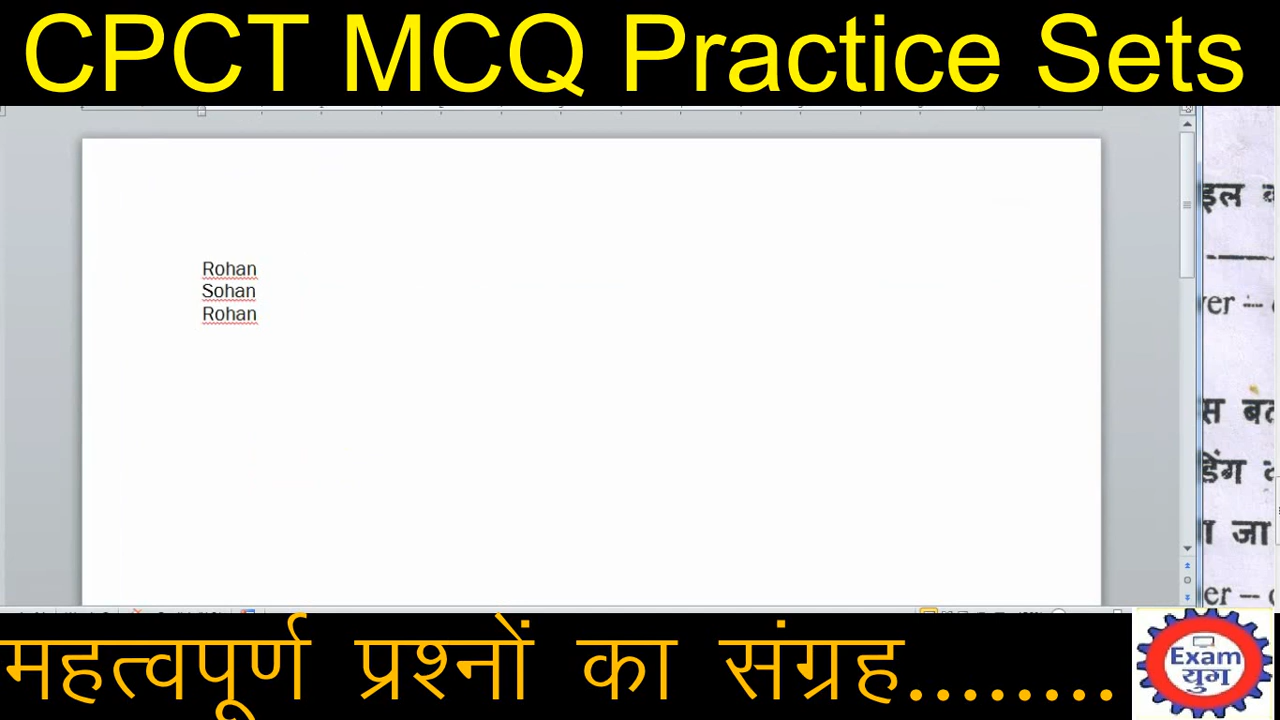 CPCT MCQ Practice Sets
Rohan
Sohan
Rohan
महत्वपूर्ण प्रश्नों का संग्रह........
Exam
युग